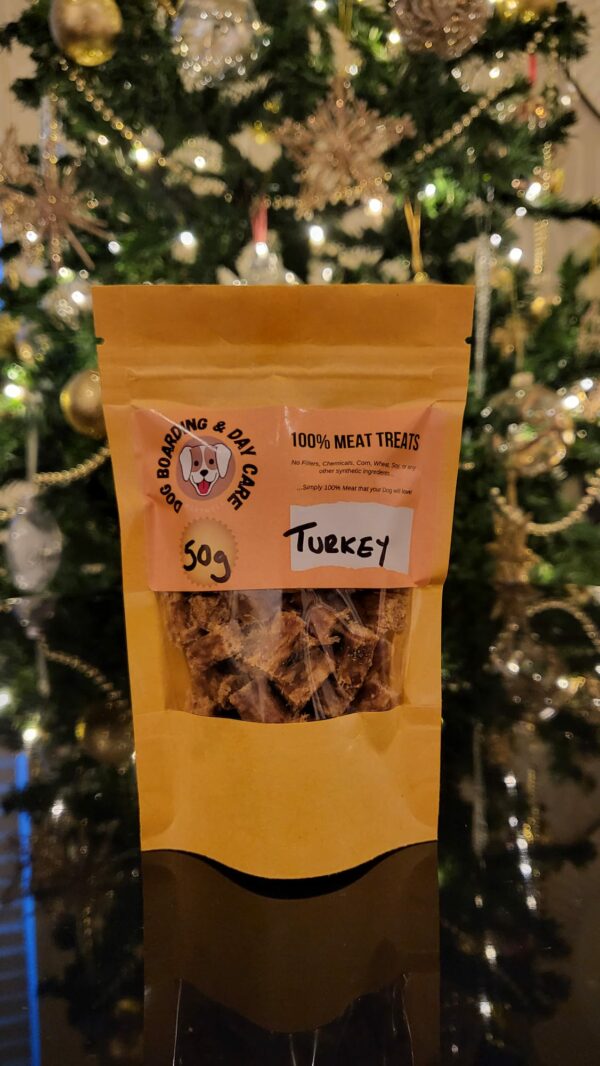 DOG BOARDING & DAY CARE
100% MEAT TREATS
No Fillers, Chemicals, Corn, Wheat, Soy, or any
other synthetic ingredients...
...Simply 100% Meat that your Dog will love
50g
TURKEY